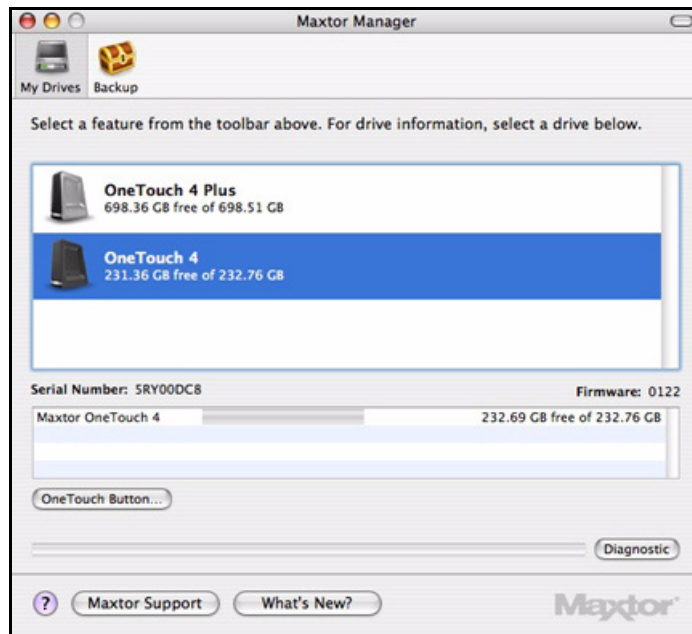 Maxtor Manager
My Drives Backup
Select a feature from the toolbar above. For drive information, select a drive below.
OneTouch 4 Plus
698.36 GB free of 698.51 GB
OneTouch 4
231.36 GB free of 232.76 GB
Serial Number: 5RY00DC8 Firmware: 0122
Maxtor OneTouch 4 232.69 GB free of 232.76 GB
OneTouch Button...
Diagnostic
? Maxtor Support What's New? Maxtor